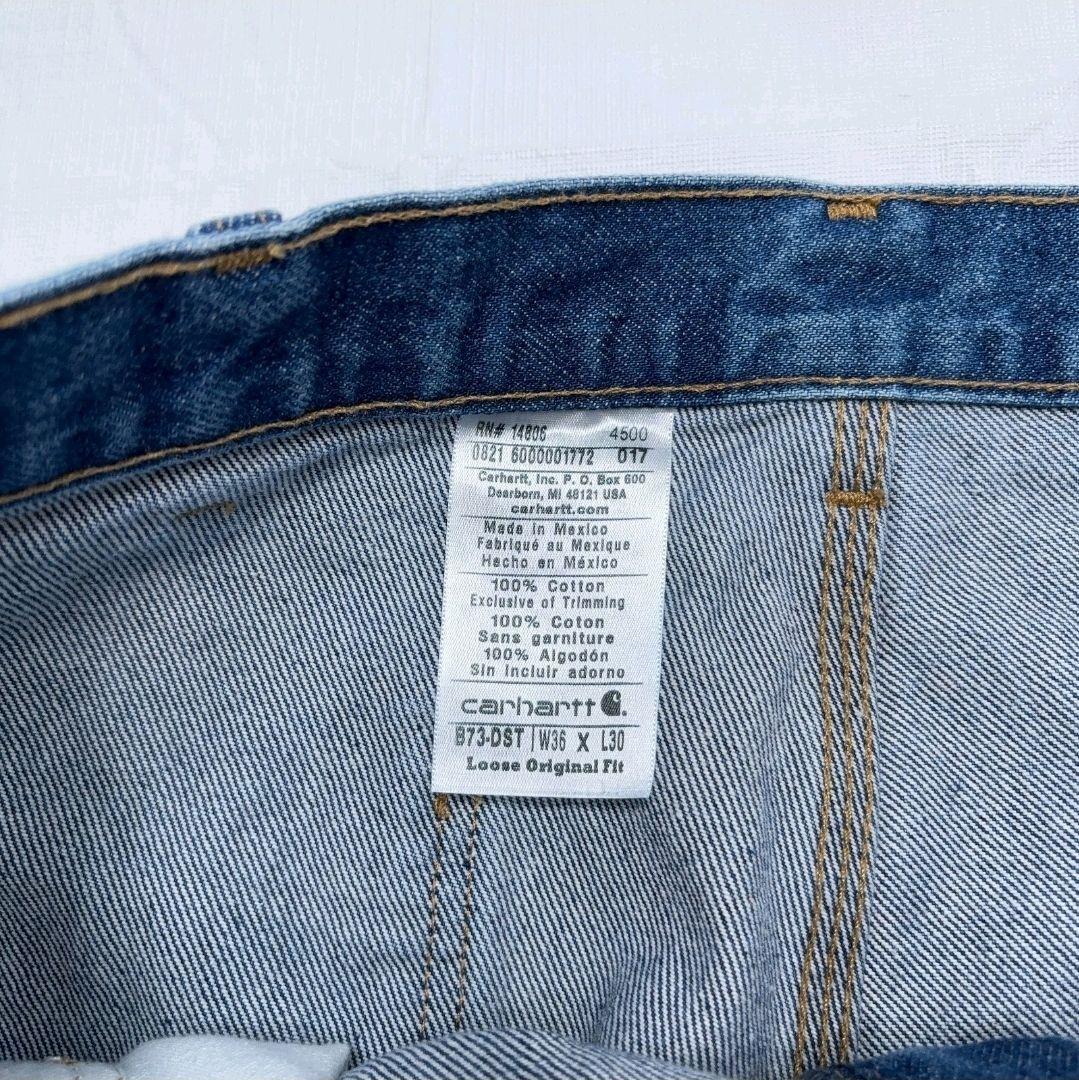 RN# 14806 4500
0821 6000001772 017
Carhartt, Inc. P. O. Box 600
Dearborn, MI 48121 USA
carhartt.com
Made in Mexico
Fabriqué au Mexique
Hecho en México
100% Cotton
Exclusive of Trimming
100% Coton
Sans garniture
100% Algodón
Sin incluir adorno
carhartt
B73-DST | W36 X L30
Loose Original Fit